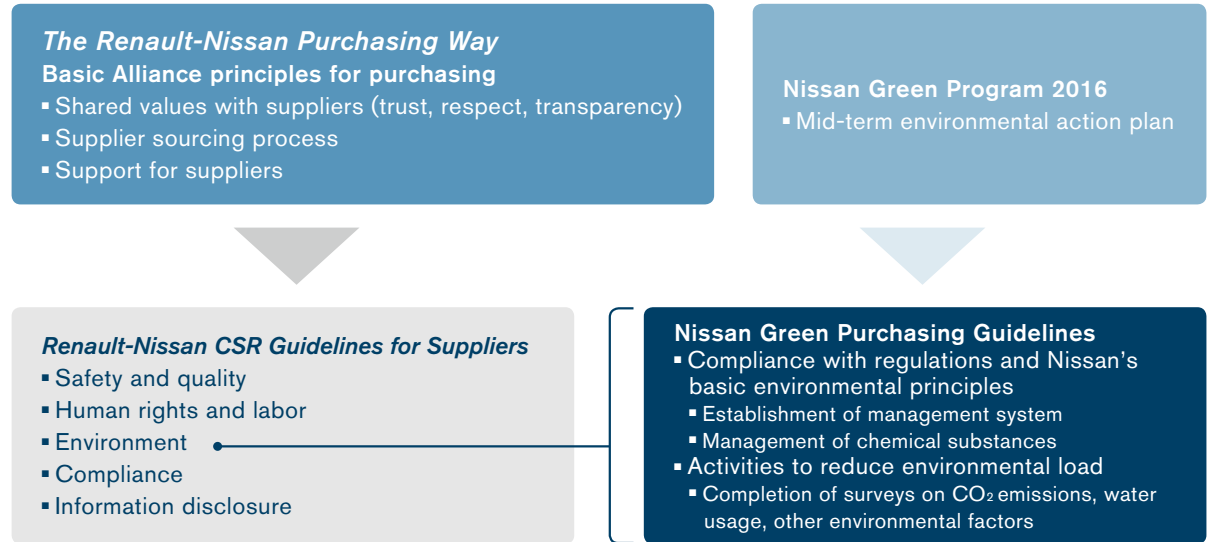 The Renault-Nissan Purchasing Way
Basic Alliance principles for purchasing
▪ Shared values with suppliers (trust, respect, transparency)
▪ Supplier sourcing process
▪ Support for suppliers
Nissan Green Program 2016
▪ Mid-term environmental action plan
Renault-Nissan CSR Guidelines for Suppliers
▪ Safety and quality
▪ Human rights and labor
▪ Environment
▪ Compliance
▪ Information disclosure
Nissan Green Purchasing Guidelines
▪ Compliance with regulations and Nissan’s
basic environmental principles
▪ Establishment of management system
▪ Management of chemical substances
▪ Activities to reduce environmental load
▪ Completion of surveys on CO₂ emissions, water
usage, other environmental factors